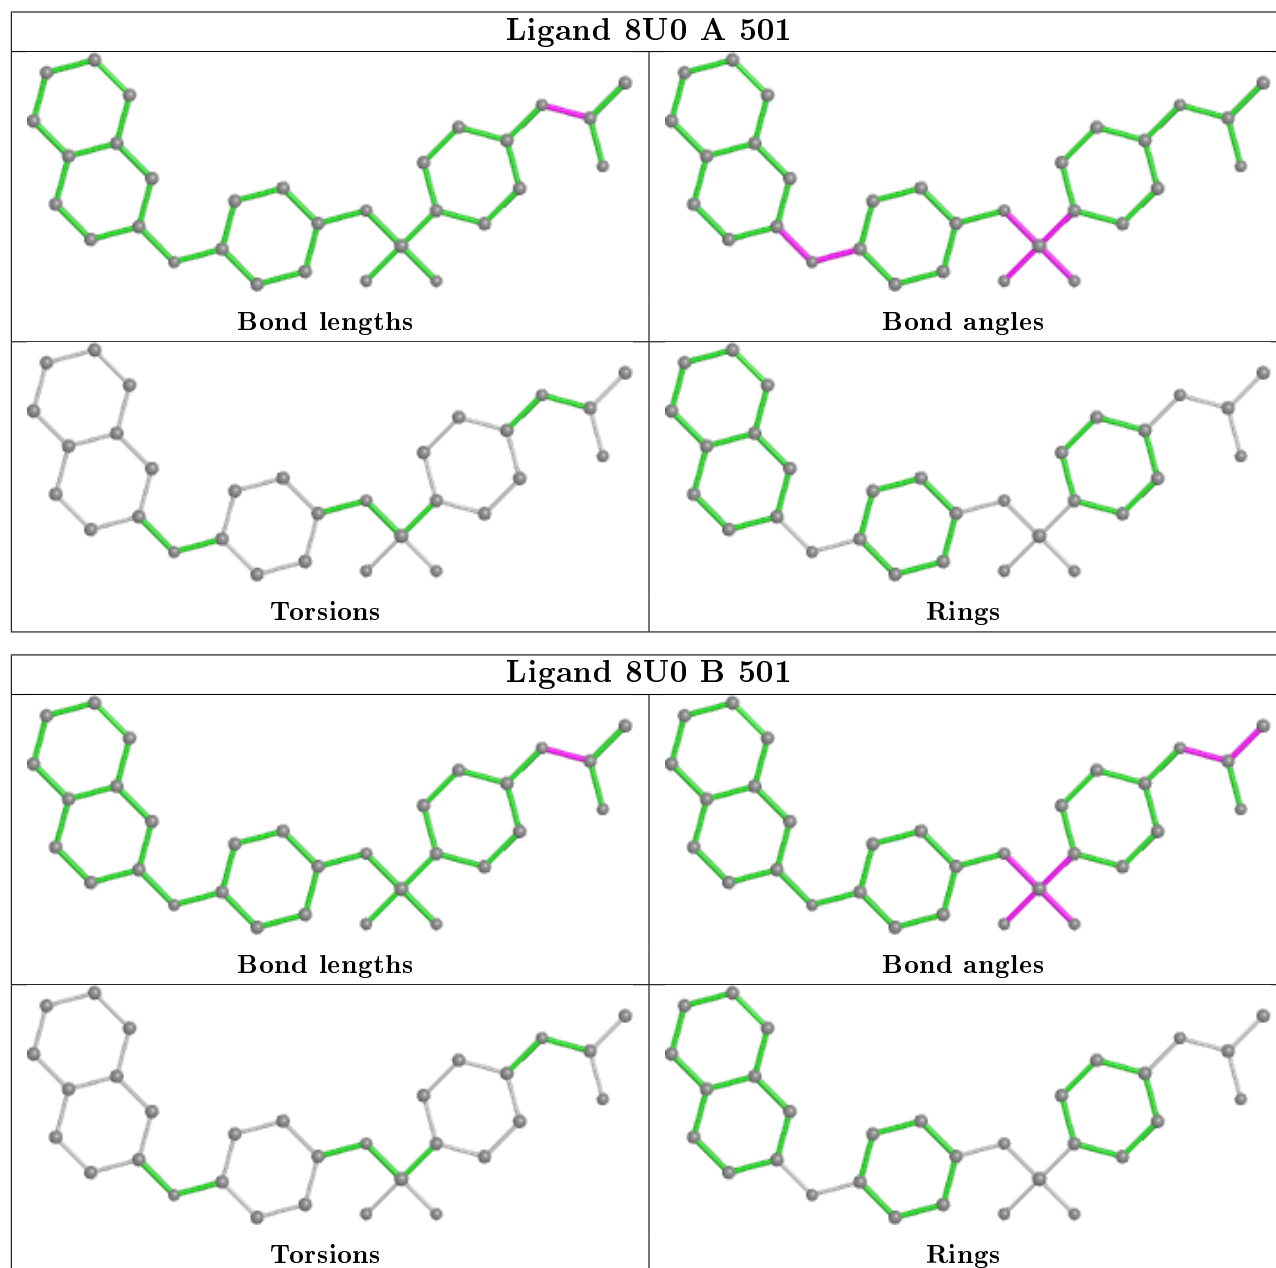 Ligand 8U0 A 501
Bond lengths
Bond angles
Torsions
Rings
Ligand 8U0 B 501
Bond lengths
Bond angles
Torsions
Rings